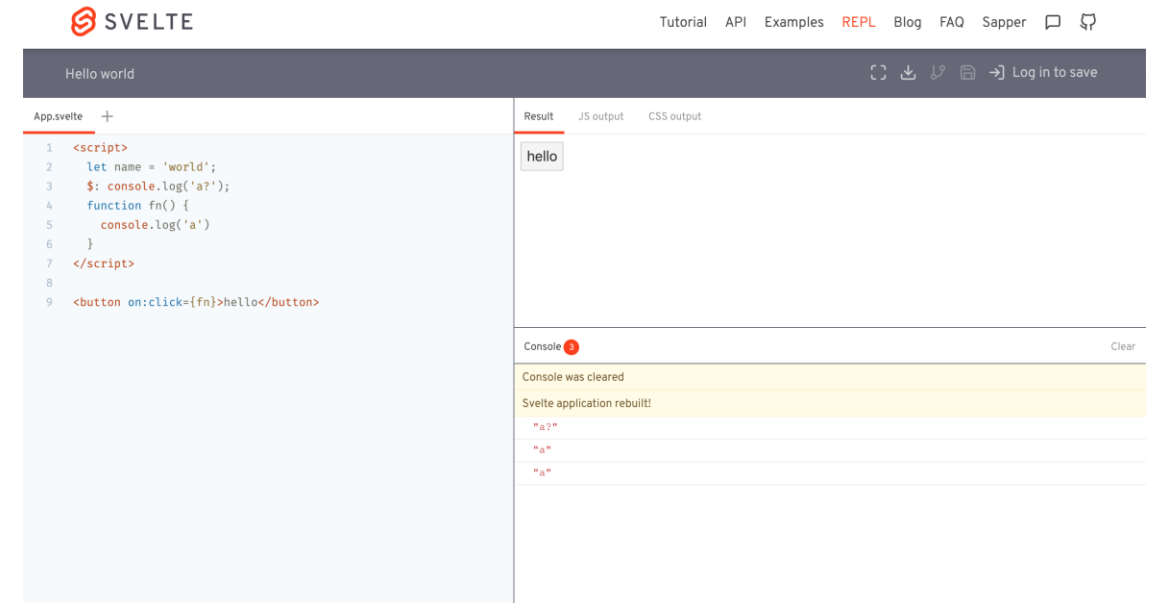 SVELTE
Tutorial API Examples REPL Blog FAQ Sapper
Hello world
Log in to save
App.svelte +
1 <script>
2 let name = 'world';
3 $: console.log('a?');
4 function fn() {
5 console.log('a')
6 }
7 </script>
8
9 <button on:click={fn}>hello</button>
Result JS output CSS output
hello
Console 3 Clear
Console was cleared
Svelte application rebuilt!
"a?"
"a"
"a"